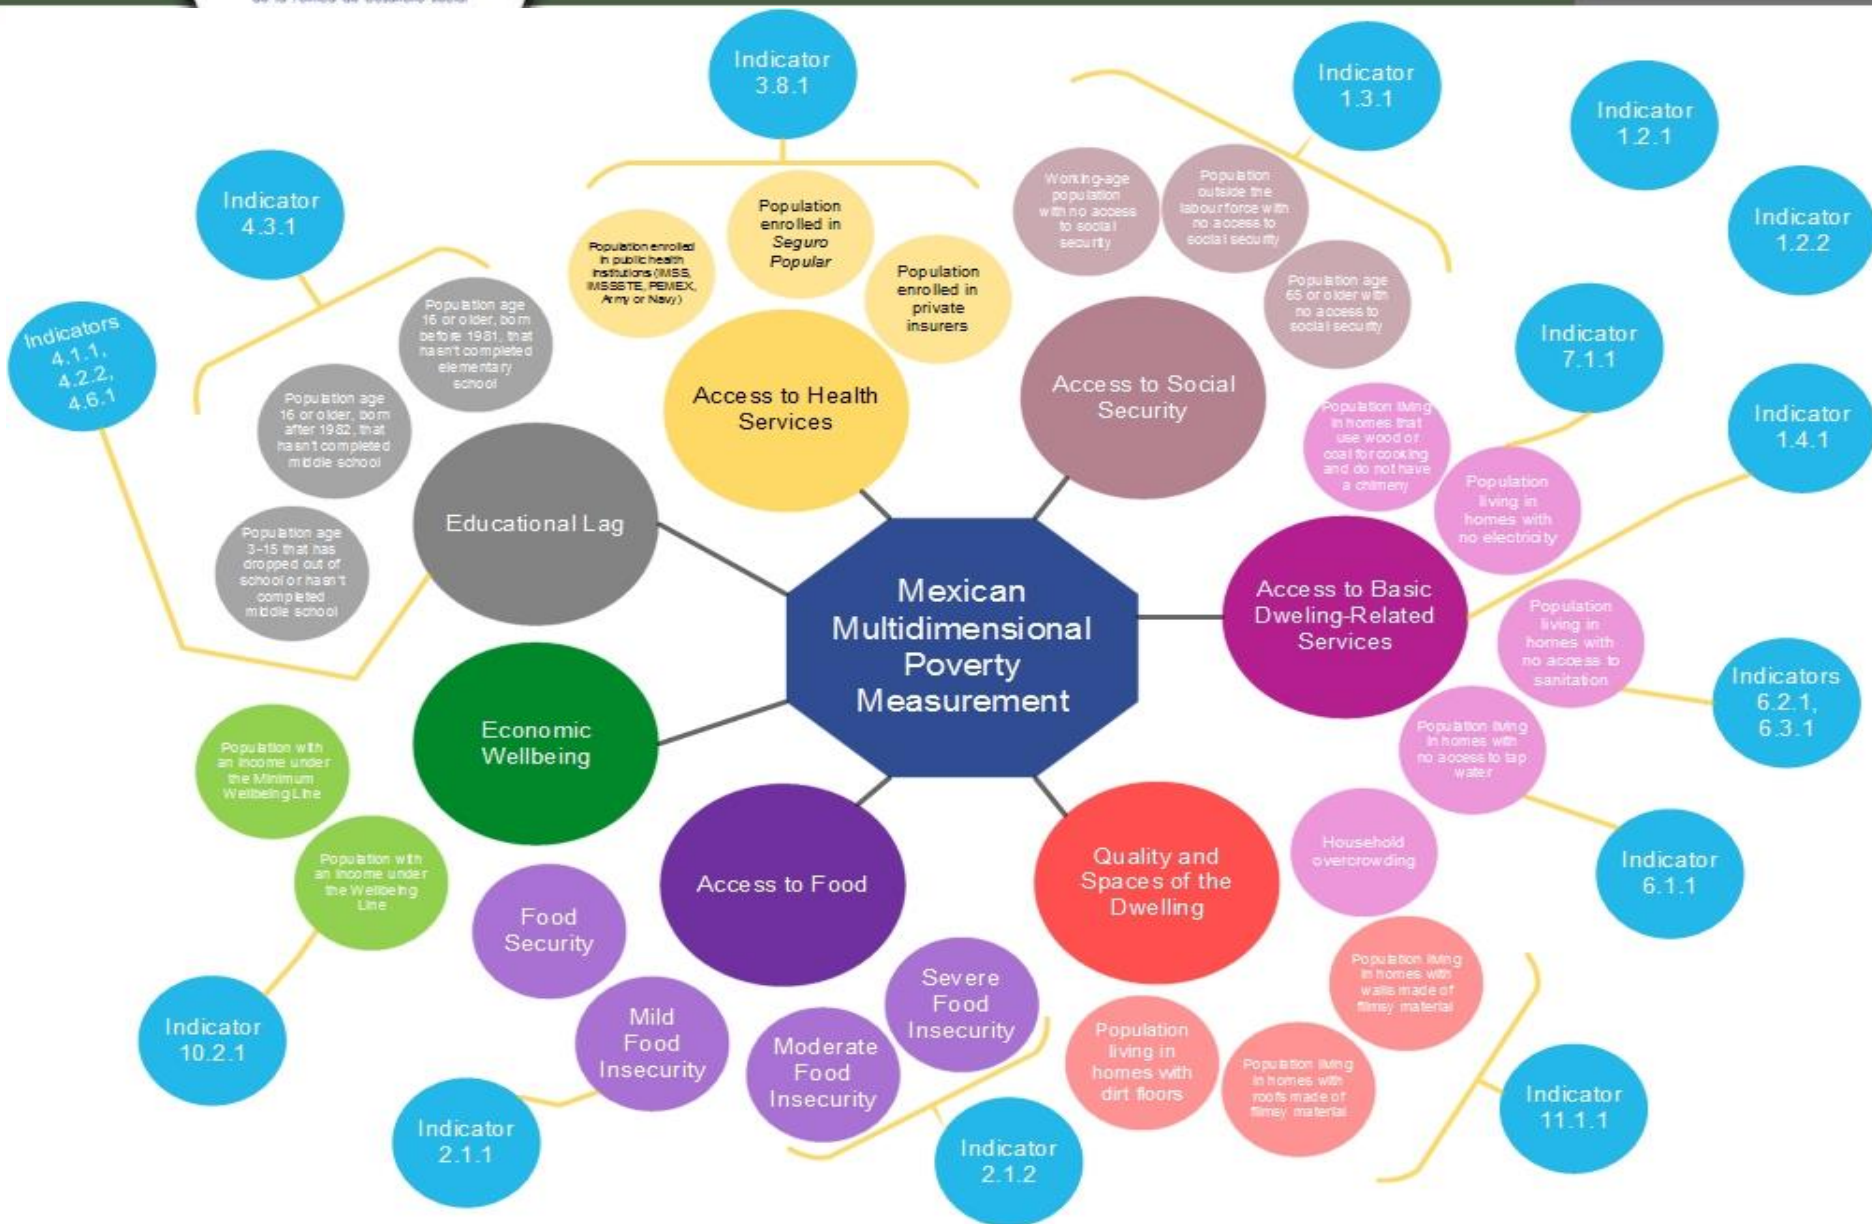 Indicator
3.8.1
Indicator
1.3.1
Indicator
1.2.1
Indicator
1.2.2
Indicator
4.3.1
Indicators
4.1.1,
4.2.2,
4.6.1
Population age
16 or older, born
before 1981, that
hasn't completed
elementary
school
Population age
16 or older, born
after 1982, that
hasn't completed
middle school
Population age
3-15 that has
dropped out of
school or hasn't
completed
middle school
Educational Lag
Population enrolled
in public health
institutions (IMSS,
IMSSSTE, PEMEX,
Army or Navy)
Population
enrolled in
Seguro
Popular
Population
enrolled in
private
insurers
Access to Health
Services
Working-age
population
with no access
to social
security
Population
outside the
labour force with
no access to
social security
Population age
65 or older with
no access to
social security
Access to Social
Security
Indicator
7.1.1
Indicator
1.4.1
Population living
in homes that
use wood or
coal for cooking
and do not have
a chimeny
Population
living in
homes with
no electricity
Access to Basic
Dweling-Related
Services
Population
living in
homes with
no access to
sanitation
Indicators
6.2.1,
6.3.1
Population living
in homes with
no access to tap
water
Indicator
6.1.1
Household
overcrowding
Mexican
Multidimensional
Poverty
Measurement
Economic
Wellbeing
Population with
an income under
the Minimum
Wellbeing Line
Population with
an income under
the Wellbeing
Line
Indicator
10.2.1
Access to Food
Food
Security
Mild
Food
Insecurity
Moderate
Food
Insecurity
Severe
Food
Insecurity
Indicator
2.1.1
Indicator
2.1.2
Quality and
Spaces of the
Dwelling
Population
living in
homes with
dirt floors
Population living
in homes with
roofs made of
flimsy material
Population living
in homes with
walls made of
flimsy material
Indicator
11.1.1